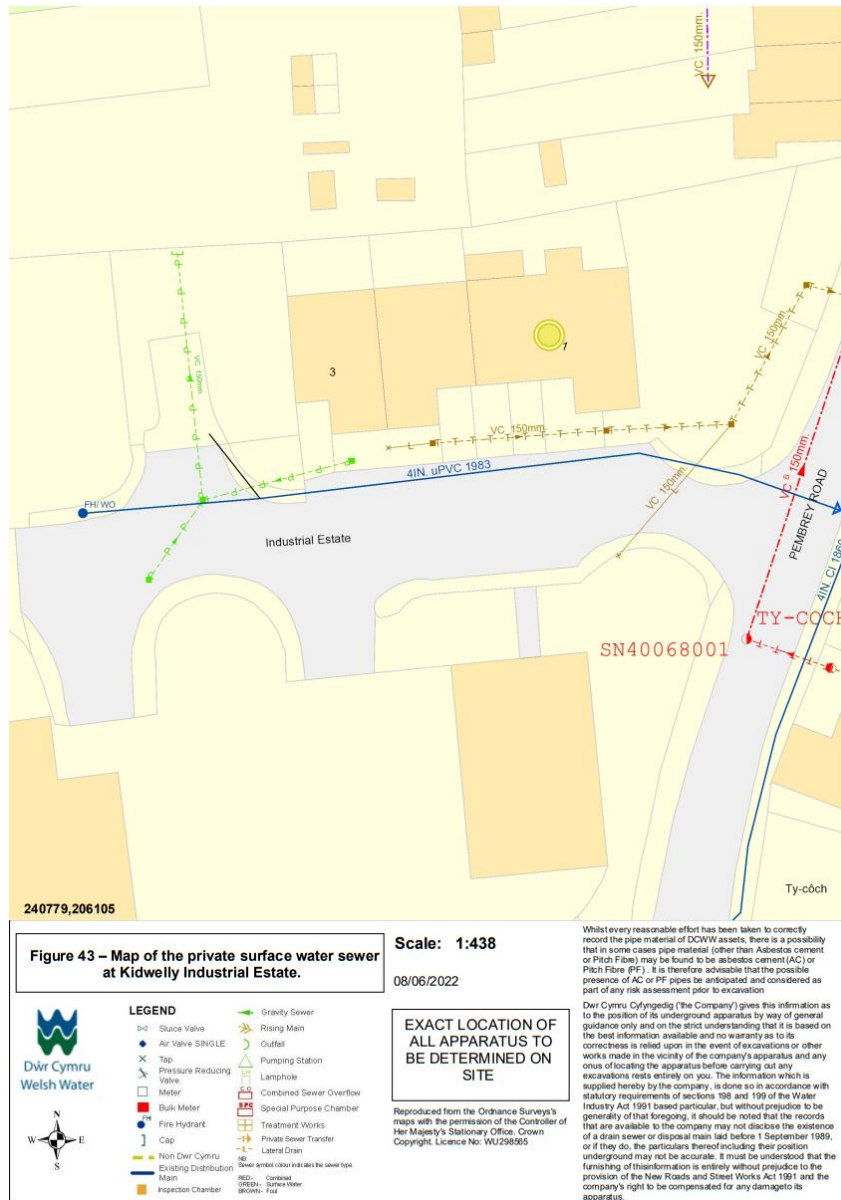 VC 150mm.
VC 150mm
3
1
VC 150mm.
VC 150mm.
4IN. uPVC 1983
VC 150mm.
FH/ WO
Industrial Estate
VC B 150mm.
PEMBREY ROAD
4IN. CI 186
TY-COCH
SN40068001
Ty-côch
240779,206105
Figure 43 – Map of the private surface water sewer
at Kidwelly Industrial Estate.
Scale: 1:438
08/06/2022
EXACT LOCATION OF
ALL APPARATUS TO
BE DETERMINED ON
SITE
Reproduced from the Ordnance Surveys's
maps with the permission of the Controller of
Her Majesty's Stationary Office. Crown
Copyright. Licence No: WU298565
Dŵr Cymru
Welsh Water
N
W E
S
LEGEND
Sluice Valve
Air Valve SINGLE
Tap
Pressure Reducing
Valve
Meter
Bulk Meter
FH
Fire Hydrant
Cap
Non Dwr Cymru
Existing Distribution
Main
Inspection Chamber
Gravity Sewer
Rising Main
Outfall
Pumping Station
LH
Lamphole
CO
Combined Sewer Overflow
SPC
Special Purpose Chamber
Treatment Works
Private Sewer Transfer
Lateral Drain
NB
Sewer symbol colour indicates the sewer type.
RED:- Combined
GREEN:- Surface Water
BROWN:- Foul
Whilst every reasonable effort has been taken to correctly
record the pipe material of DCWW assets, there is a possibility
that in some cases pipe material (other than Asbestos cement
or Pitch Fibre) may be found to be asbestos cement (AC) or
Pitch Fibre (PF) . It is therefore advisable that the possible
presence of AC or PF pipes be anticipated and considered as
part of any risk assessment prior to excavation
Dwr Cymru Cyfyngedig ('the Company') gives this infirmation as
to the position of its underground apparatus by way of general
guidance only and on the strict understanding that it is based on
the best information available and no warranty as to its
correctness is relied upon in the event of excavations or other
works made in the vicinity of the company's apparatus and any
onus of locating the apparatus before carrying out any
excavations rests entirely on you. The information which is
supplied hereby by the company, is done so in accordance with
statutory requirements of sections 198 and 199 of the Water
Industry Act 1991 based particular, but without prejudice to be
generality of that foregoing, it should be noted that the records
that are available to the company may not disclose the existence
of a drain sewer or disposal main laid before 1 September 1989,
or if they do, the particulars thereof including their position
underground may not be accurate. It must be understood that the
furnishing of thisinformation is entirely without prejudice to the
provision of the New Roads and Street Works Act 1991 and the
company's right to be compensated for any damageto its
apparatus.